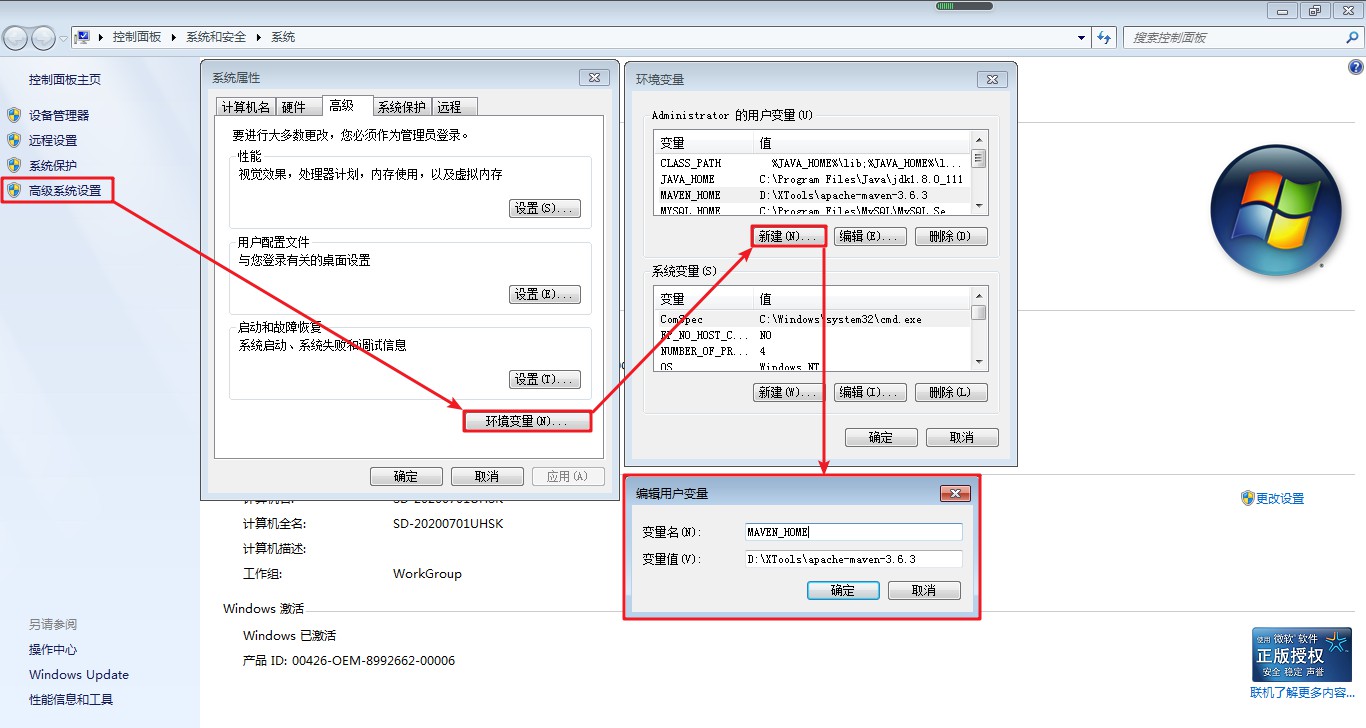 控制面板 系统和安全 系统
搜索控制面板
控制面板主页
设备管理器
远程设置
系统保护
高级系统设置
系统属性
计算机名 硬件 高级 系统保护 远程
要进行大多数更改，您必须作为管理员登录。
性能
视觉效果，处理器计划，内存使用，以及虚拟内存
设置(S)...
用户配置文件
与您登录有关的桌面设置
设置(E)...
启动和故障恢复
系统启动、系统失败和调试信息
设置(T)...
环境变量(N)...
确定 取消 应用(A)
环境变量
Administrator 的用户变量(U)
变量 值
CLASS_PATH %JAVA_HOME%\lib;%JAVA_HOME%\l...
JAVA_HOME C:\Program Files\Java\jdk1.8.0_111
MAVEN_HOME D:\XTools\apache-maven-3.6.3
MYSQL_HOME C:\Program Files\MySQL\MySQL Se
新建(N)... 编辑(E)... 删除(D)
系统变量(S)
变量 值
ComSpec C:\Windows\system32\cmd.exe
FP_NO_HOST_C... NO
NUMBER_OF_PR... 4
OS Windows_NT
新建(W)... 编辑(I)... 删除(L)
确定 取消
编辑用户变量
变量名(N): MAVEN_HOME
变量值(V): D:\XTools\apache-maven-3.6.3
确定 取消
计算机名: SD-20200701UHSK
更改设置
计算机全名: SD-20200701UHSK
计算机描述:
工作组: WorkGroup
Windows 激活
Windows 已激活
产品 ID: 00426-OEM-8992662-00006
另请参阅
操作中心
Windows Update
性能信息和工具
使用 微软 软件
正版授权
安全 稳定 声誉
联机了解更多内容...